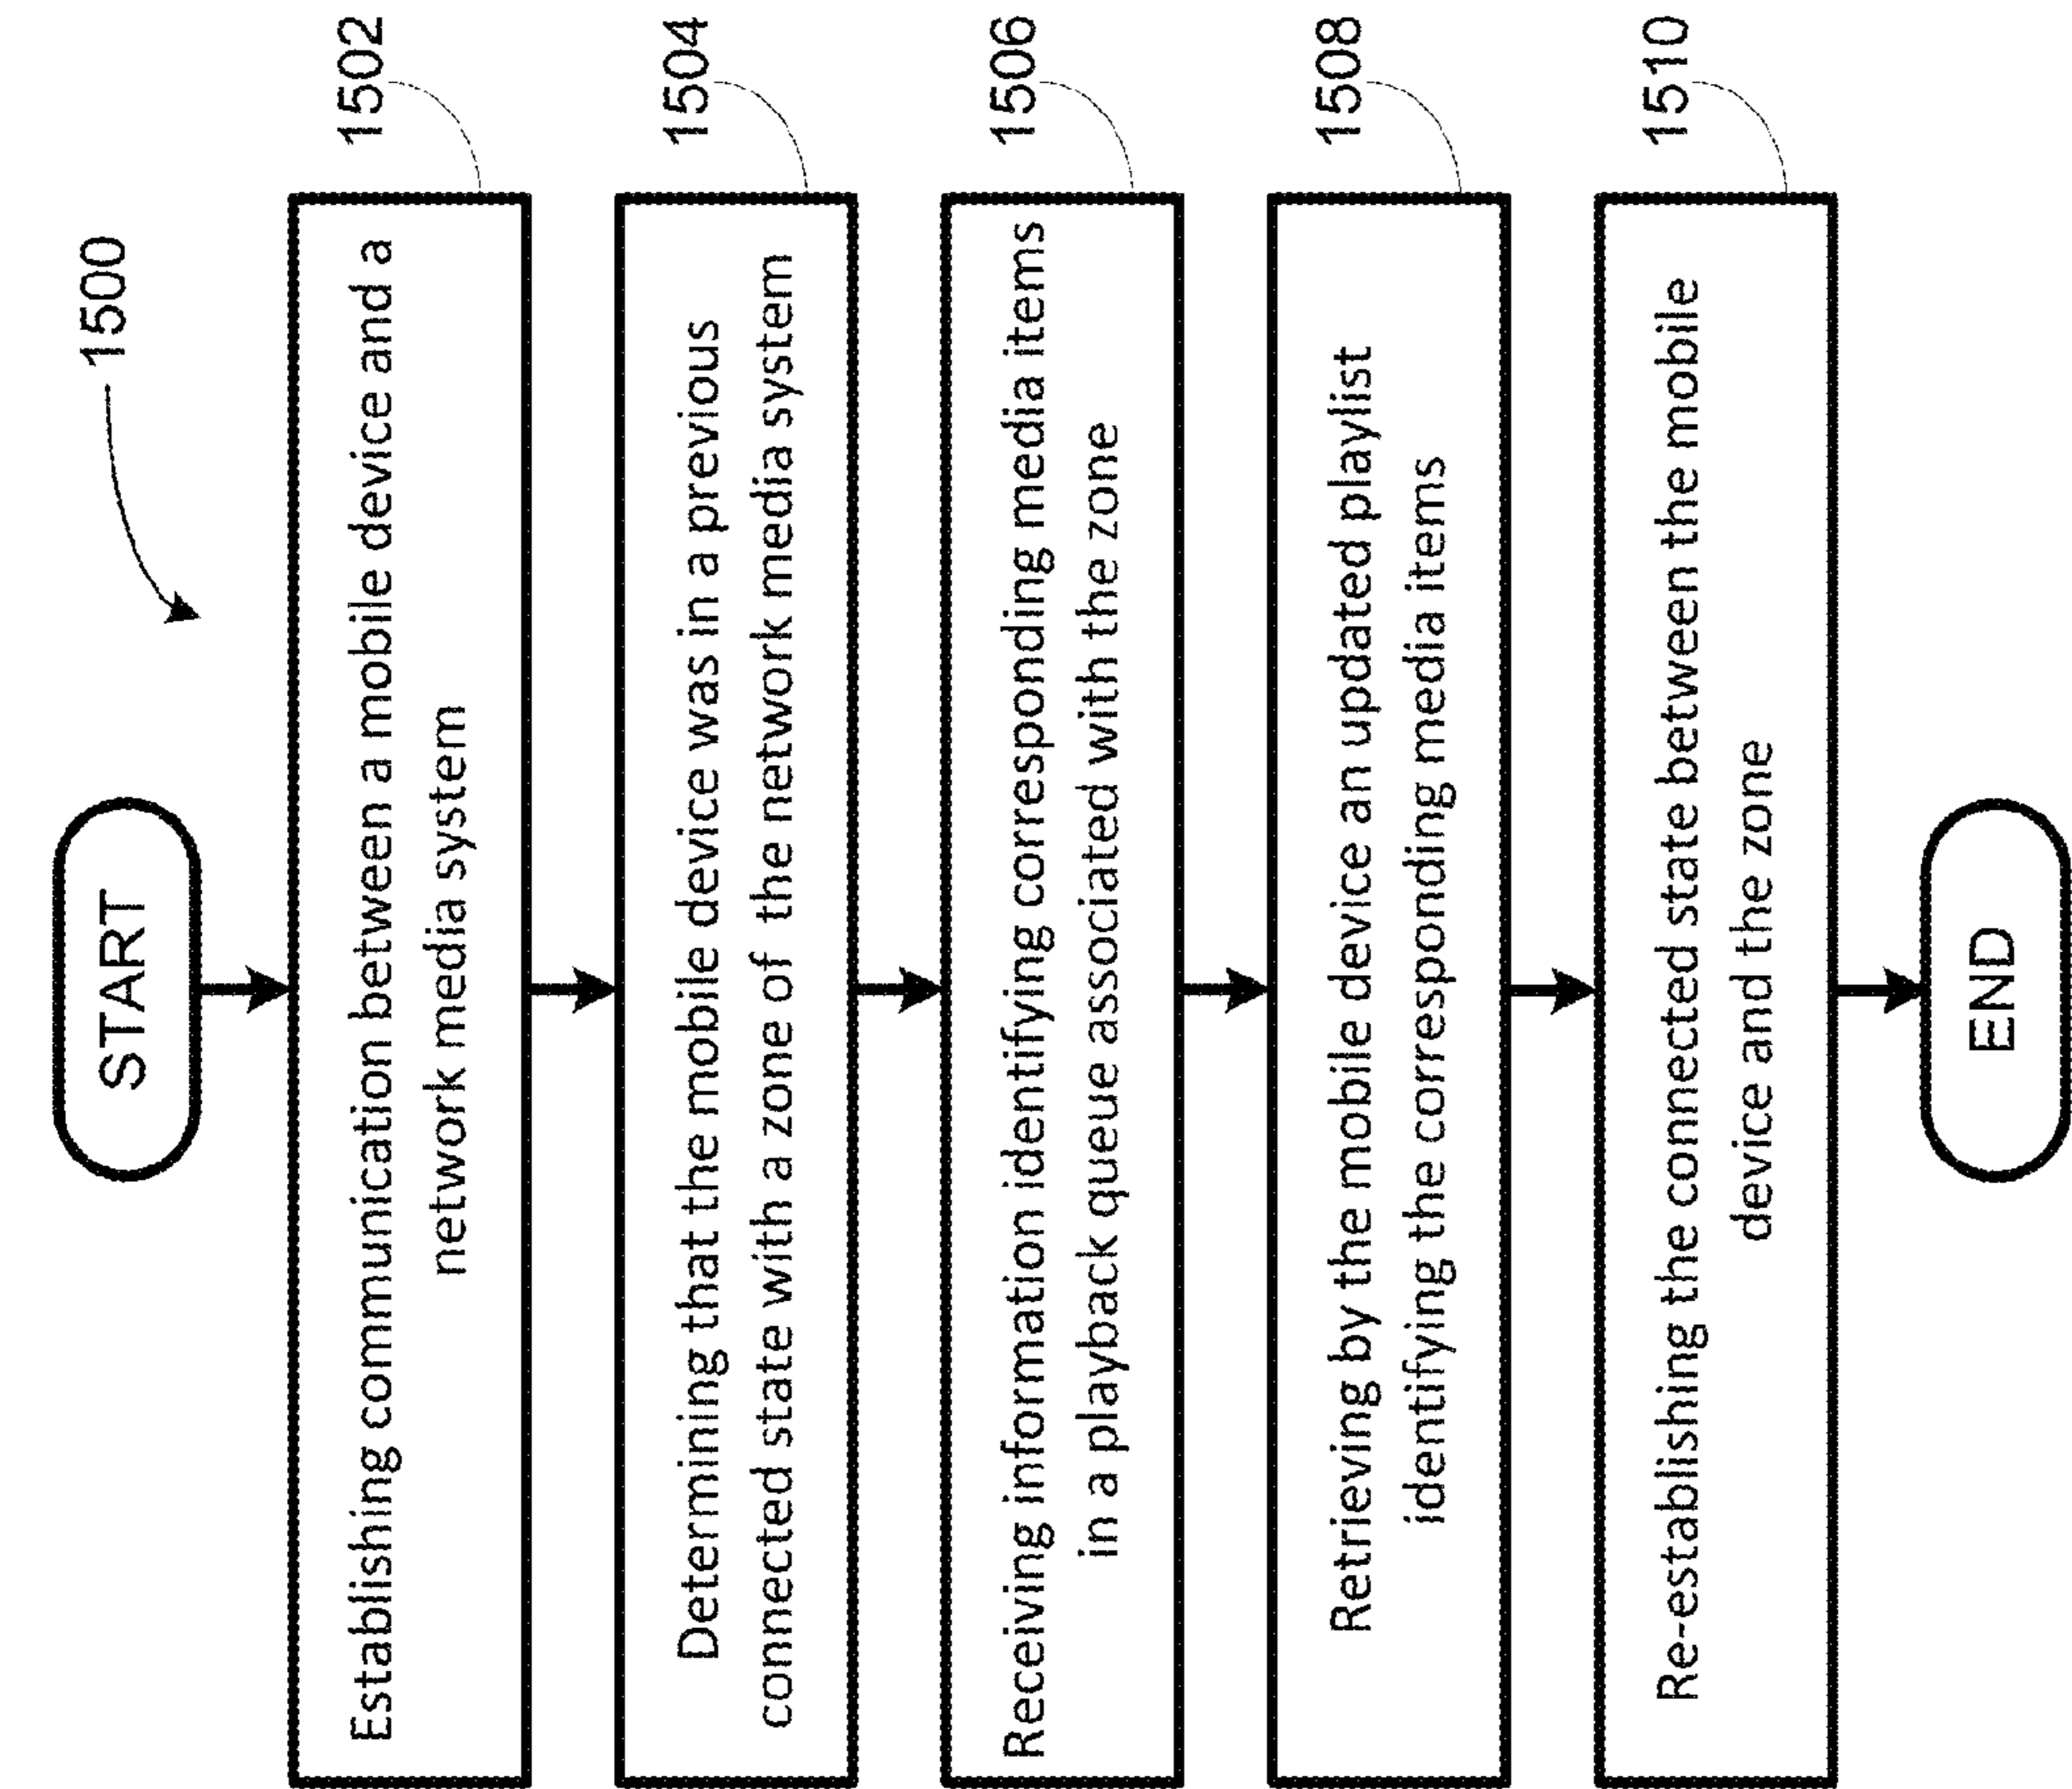 1500
START
Establishing communication between a mobile device and a
network media system
1502
Determining that the mobile device was in a previous
connected state with a zone of the network media system
1504
Receiving information identifying corresponding media items
in a playback queue associated with the zone
1506
Retrieving by the mobile device an updated playlist
identifying the corresponding media items
1508
Re-establishing the connected state between the mobile
device and the zone
1510
END